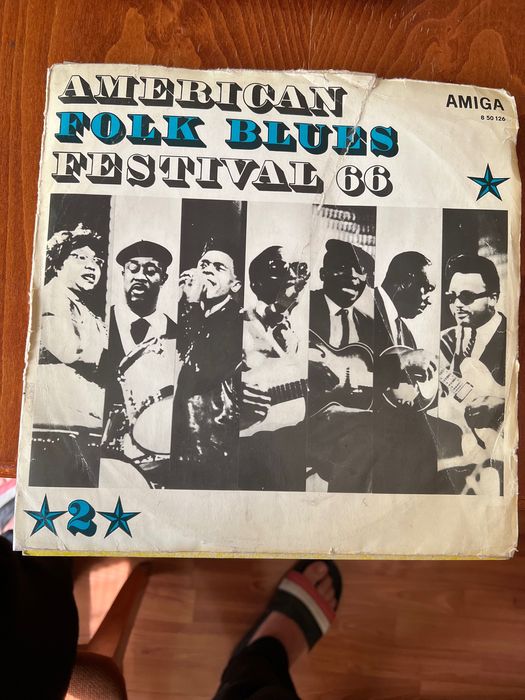 AMERICAN
FOLK BLUES
FESTIVAL 66
AMIGA
8 50 126
2